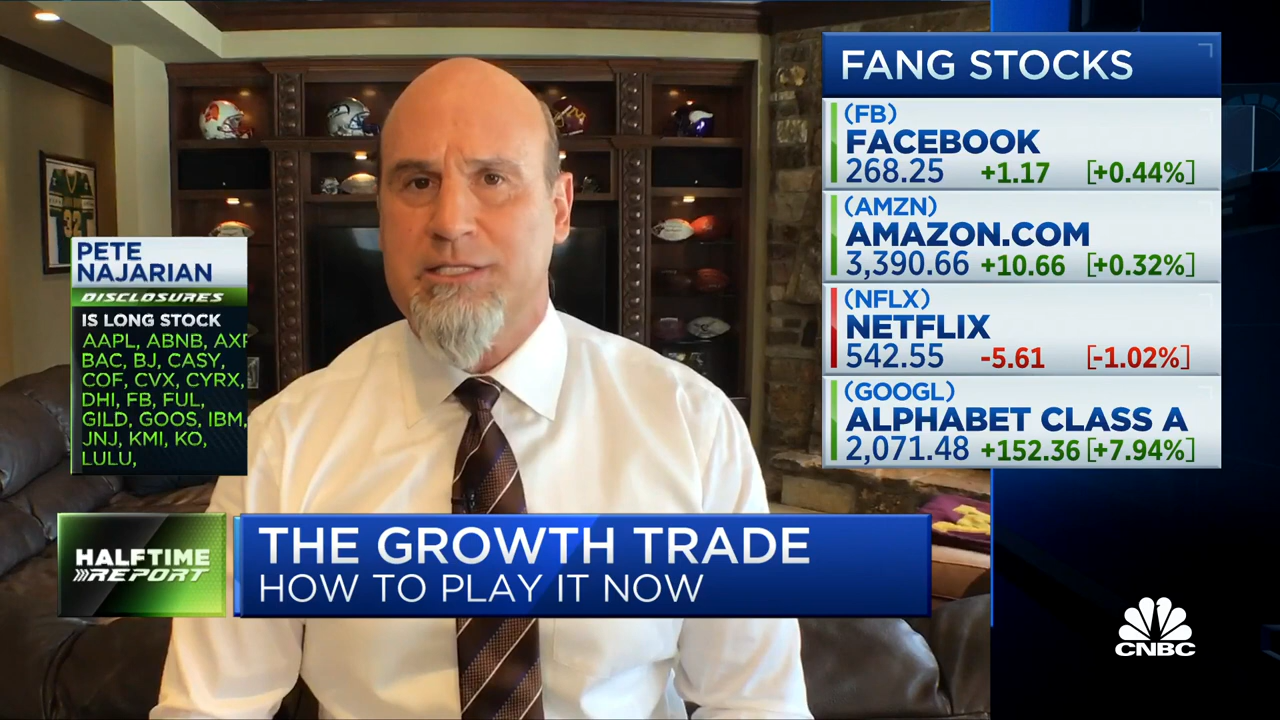 FANG STOCKS
(FB)
FACEBOOK
268.25 +1.17 [+0.44%]
(AMZN)
AMAZON.COM
3,390.66 +10.66 [+0.32%]
(NFLX)
NETFLIX
542.55 -5.61 [-1.02%]
(GOOGL)
ALPHABET CLASS A
2,071.48 +152.36 [+7.94%]
32
PETE
NAJARIAN
DISCLOSURES
IS LONG STOCK
AAPL, ABNB, AXP
BAC, BJ, CASY,
COF, CVX, CYRX,
DHI, FB, FUL,
GILD, GOOS, IBM,
JNJ, KMI, KO,
LULU,
HALFTIME
REPORT
THE GROWTH TRADE
HOW TO PLAY IT NOW
CNBC